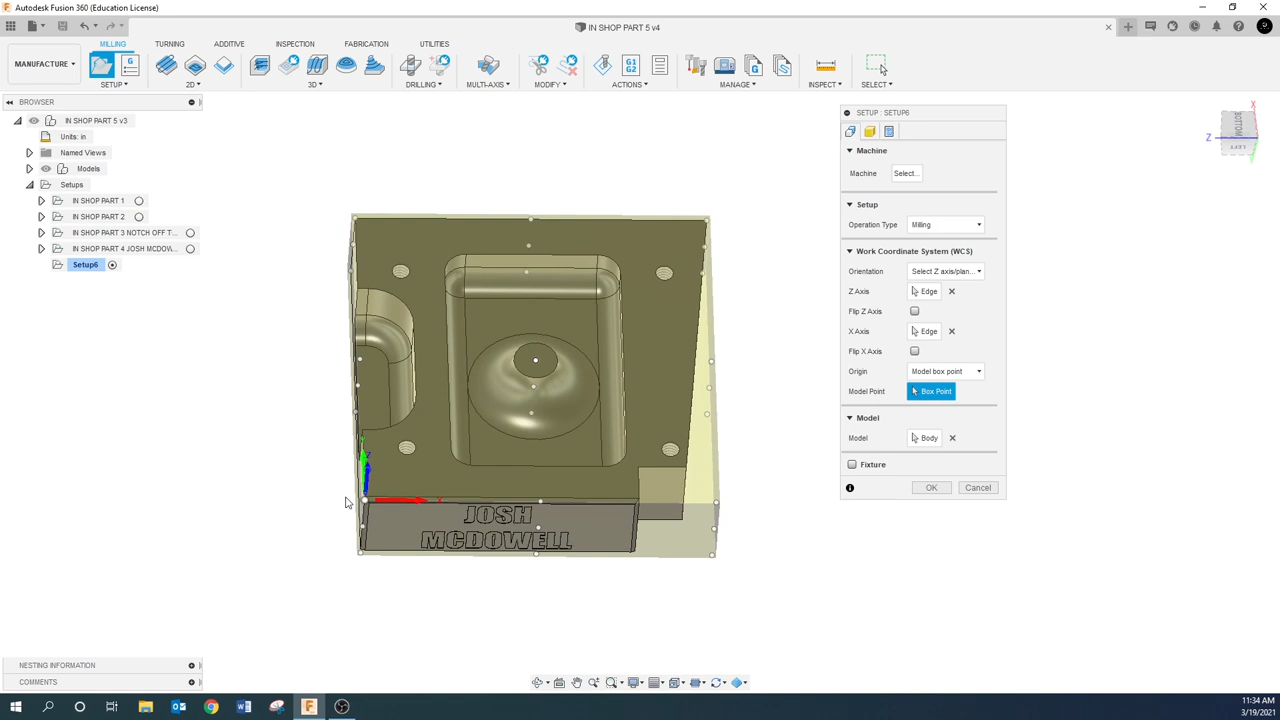 Autodesk Fusion 360 (Education License)
IN SHOP PART 5 v4
MILLING TURNING ADDITIVE INSPECTION FABRICATION UTILITIES
MANUFACTURE
G1
G2
SETUP 2D 3D DRILLING MULTI-AXIS MODIFY ACTIONS MANAGE INSPECT SELECT
BROWSER
IN SHOP PART 5 v3
Units: in
Named Views
Models
Setups
IN SHOP PART 1
IN SHOP PART 2
IN SHOP PART 3 NOTCH OFF T...
IN SHOP PART 4 JOSH MCDOW...
Setup6
SETUP : SETUP6
Machine
Machine Select...
Setup
Operation Type Milling
Work Coordinate System (WCS)
Orientation Select Z axis/plan...
Z Axis Edge
Flip Z Axis
X Axis Edge
Flip X Axis
Origin Model box point
Model Point Box Point
Model
Model Body
Fixture
OK Cancel
X
BOTTOM
Z
LEFT
Z
X
JOSH
MCDOWELL
NESTING INFORMATION
COMMENTS
11:34 AM
3/19/2021